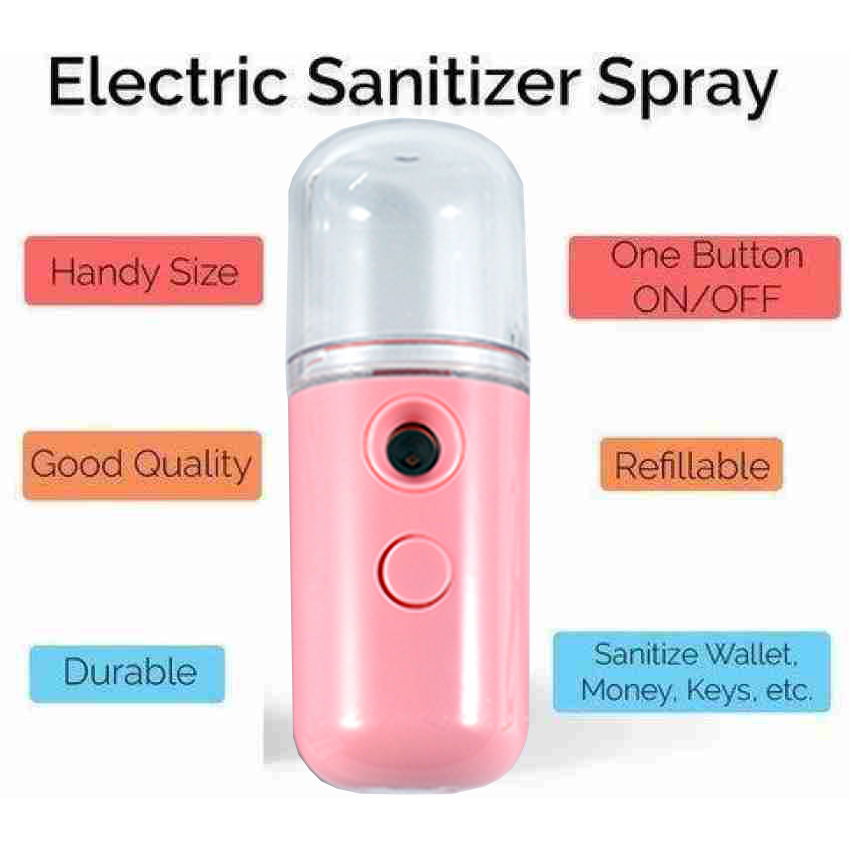 Electric Sanitizer Spray
Handy Size
One Button
ON/OFF
Good Quality
Refillable
Durable
Sanitize Wallet,
Money, Keys, etc.